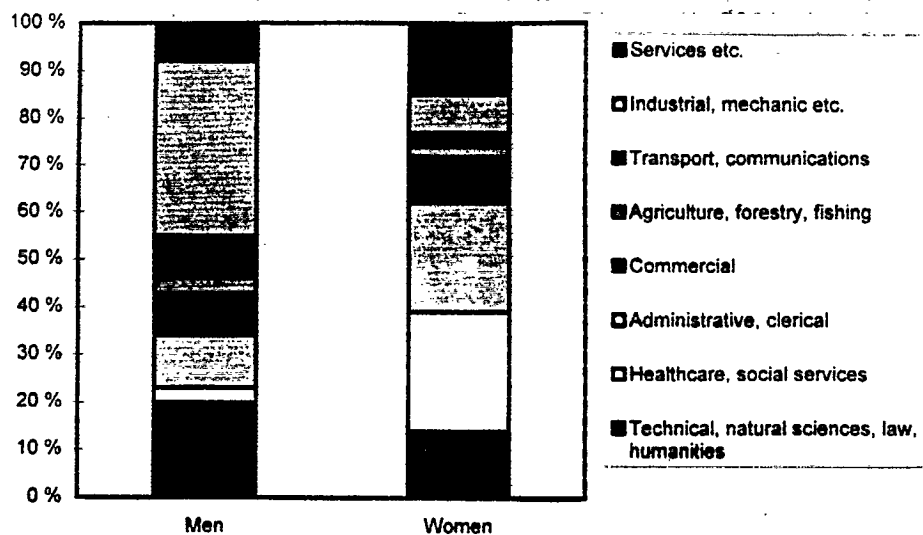 100 %
90 %
80 %
70 %
60 %
50 %
40 %
30 %
20 %
10 %
0 %
Men
Women
Services etc.
Industrial, mechanic etc.
Transport, communications
Agriculture, forestry, fishing
Commercial
Administrative, clerical
Healthcare, social services
Technical, natural sciences, law,
humanities